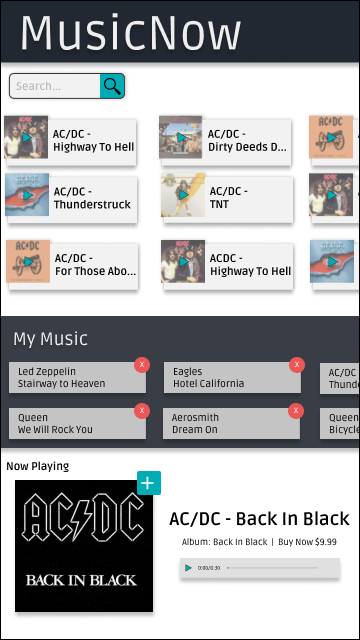 MusicNow
Search...
AC/DC -
Highway To Hell
AC/DC -
Dirty Deeds D...
AC/DC -
Thunderstruck
AC/DC -
TNT
AC/DC -
For Those Abo...
ACDC -
Highway To Hell
My Music
Led Zeppelin
Stairway to Heaven
X
Eagles
Hotel California
X
AC/DC
Thunde
Queen
We Will Rock You
X
Aerosmith
Dream On
X
Queen
Bicycle
Now Playing
+
AC/DC
BACK IN BLACK
AC/DC - Back In Black
Album: Back In Black | Buy Now $9.99
0:00/0:30